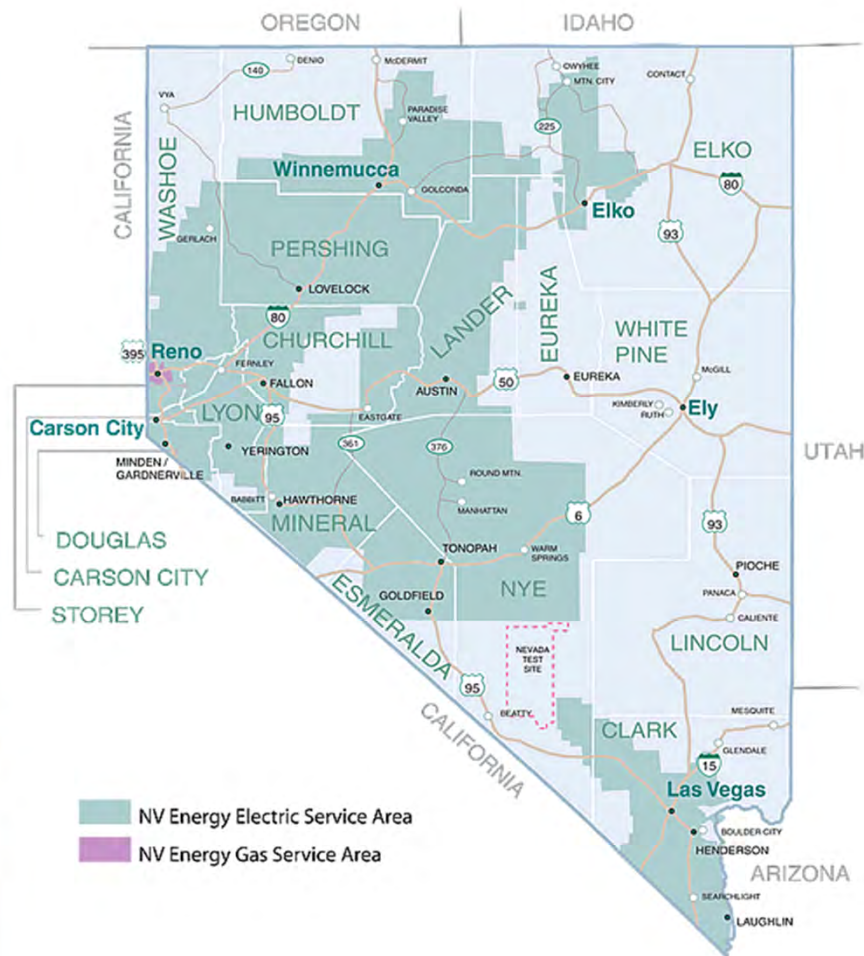 OREGON
IDAHO
DENIO
McDERMIT
OWYHEE
MTN. CITY
CONTACT
140
VYA
HUMBOLDT
PARADISE
VALLEY
225
ELKO
CALIFORNIA
WASHOE
Winnemucca
GOLCONDA
80
Elko
93
GERLACH
PERSHING
LOVELOCK
LANDER
EUREKA
WHITE
PINE
80
CHURCHILL
395
Reno
FERNLEY
FALLON
AUSTIN
50
EUREKA
McGILL
LYON
95
EASTGATE
KIMBERLY
RUTH
Ely
Carson City
YERINGTON
361
376
UTAH
MINDEN /
GARDNERVILLE
ROUND MTN.
BABBITT
HAWTHORNE
MANHATTAN
6
93
MINERAL
DOUGLAS
TONOPAH
WARM
SPRINGS
PIOCHE
CARSON CITY
NYE
PANACA
STOREY
ESMERALDA
GOLDFIELD
CALIENTE
NEVADA
TEST
SITE
LINCOLN
95
BEATTY
MESQUITE
CALIFORNIA
CLARK
GLENDALE
15
Las Vegas
NV Energy Electric Service Area
BOULDER CITY
NV Energy Gas Service Area
HENDERSON
ARIZONA
SEARCHLIGHT
LAUGHLIN